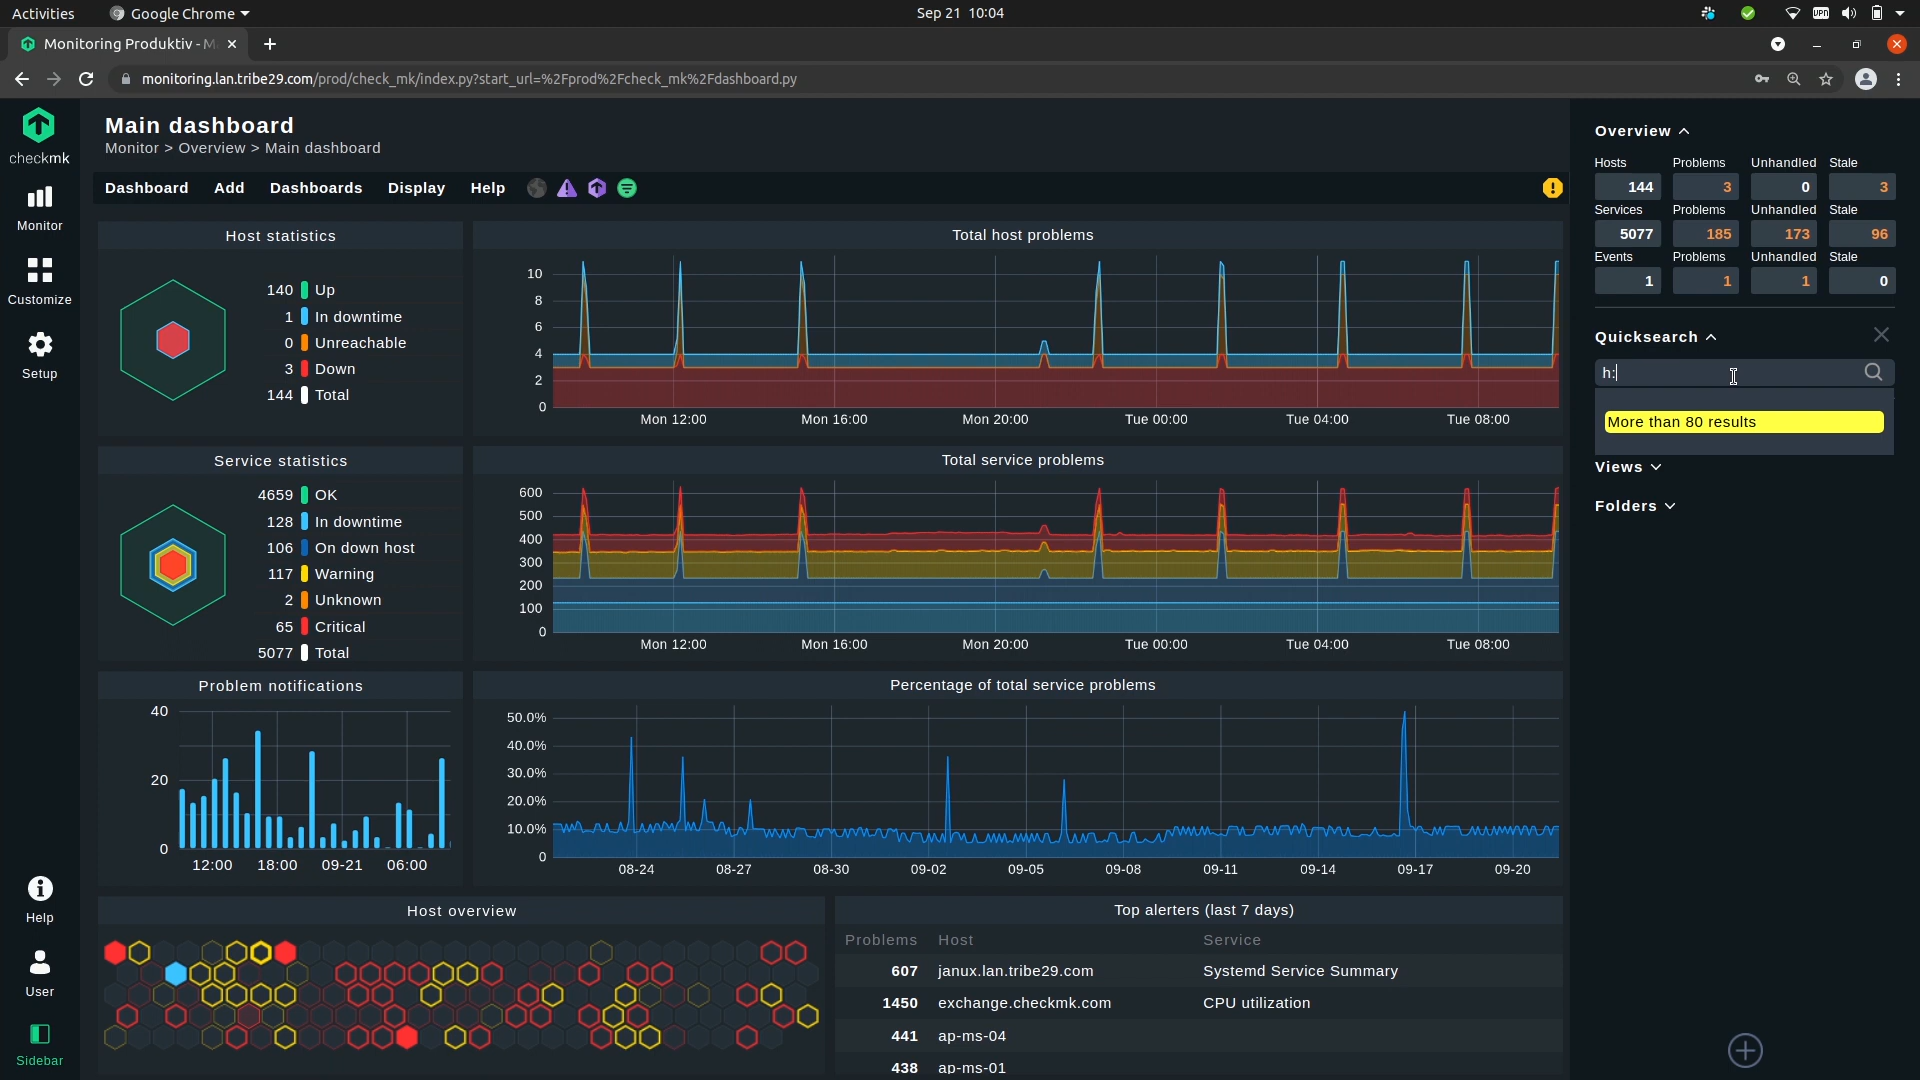 Activities
Google Chrome
Sep 21 10:04
VPN
Monitoring Produktiv - M
monitoring.lan.tribe29.com/prod/check_mk/index.py?start_url=%2Fprod%2Fcheck_mk%2Fdashboard.py
checkmk
Monitor
Customize
Setup
Help
User
Sidebar
Main dashboard
Monitor > Overview > Main dashboard
Dashboard Add Dashboards Display Help
Host statistics
140 Up
1 In downtime
0 Unreachable
3 Down
144 Total
Total host problems
10
8
6
4
2
0
Mon 12:00 Mon 16:00 Mon 20:00 Tue 00:00 Tue 04:00 Tue 08:00
Service statistics
4659 OK
128 In downtime
106 On down host
117 Warning
2 Unknown
65 Critical
5077 Total
Total service problems
600
500
400
300
200
100
0
Mon 12:00 Mon 16:00 Mon 20:00 Tue 00:00 Tue 04:00 Tue 08:00
Problem notifications
40
20
0
12:00 18:00 09-21 06:00
Percentage of total service problems
50.0%
40.0%
30.0%
20.0%
10.0%
0
08-24 08-27 08-30 09-02 09-05 09-08 09-11 09-14 09-17 09-20
Host overview
Top alerters (last 7 days)
Problems Host Service
607 janux.lan.tribe29.com Systemd Service Summary
1450 exchange.checkmk.com CPU utilization
441 ap-ms-04
438 ap-ms-01
Overview
Hosts Problems Unhandled Stale
144 3 0 3
Services Problems Unhandled Stale
5077 185 173 96
Events Problems Unhandled Stale
1 1 1 0
Quicksearch
h:
More than 80 results
Views
Folders